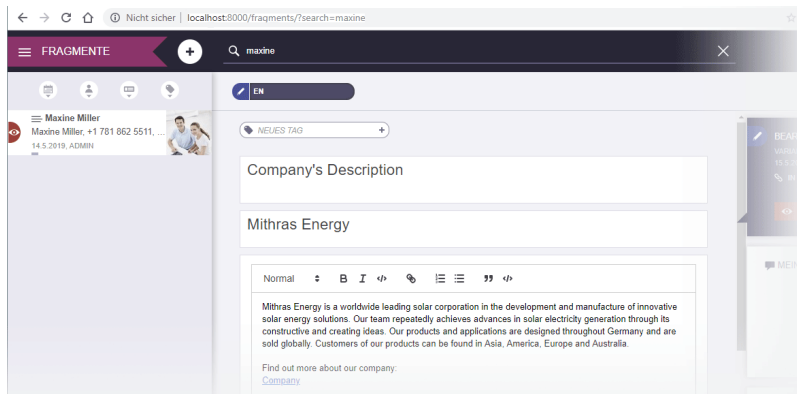 Nicht sicher | localhost:8000/fragments/?search=maxine
FRAGMENTE
+
maxine
EN
Maxine Miller
Maxine Miller, +1 781 862 5511, ...
14.5.2019, ADMIN
NEUES TAG
+
Company's Description
Mithras Energy
Normal
B I
Mithras Energy is a worldwide leading solar corporation in the development and manufacture of innovative
solar energy solutions. Our team repeatedly achieves advances in solar electricity generation through its
constructive and creating ideas. Our products and applications are designed throughout Germany and are
sold globally. Customers of our products can be found in Asia, America, Europe and Australia.
Find out more about our company:
Company
BEAR
MEIN